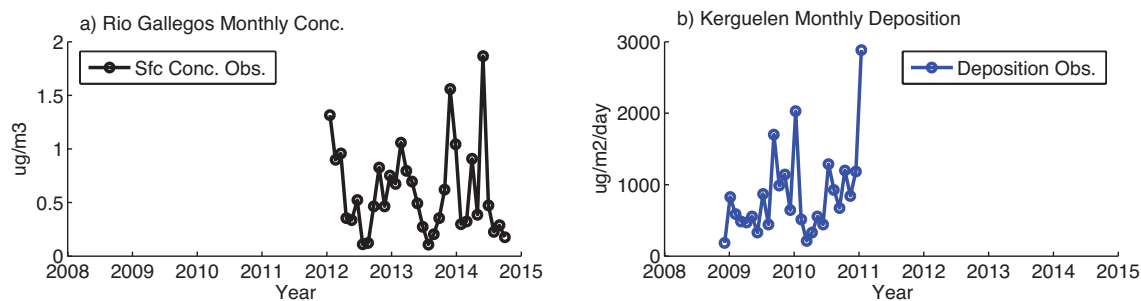 a) Rio Gallegos Monthly Conc.
2
1.5
1
0.5
0
ug/m3
Sfc Conc. Obs.
2008 2009 2010 2011 2012 2013 2014 2015
Year
b) Kerguelen Monthly Deposition
3000
2000
1000
0
ug/m2/day
Deposition Obs.
2008 2009 2010 2011 2012 2013 2014 2015
Year